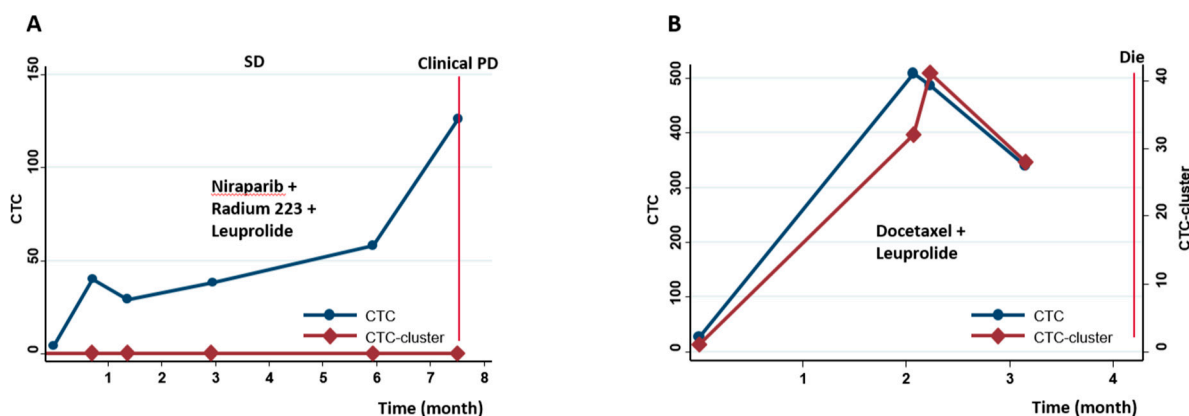 A
SD
Clinical PD
150
100
50
0
CTC
Niraparib +
Radium 223 +
Leuprolide
CTC
CTC-cluster
1 2 3 4 5 6 7 8
Time (month)
B
Die
500
400
300
200
100
0
CTC
40
30
20
10
0
CTC-cluster
Docetaxel +
Leuprolide
CTC
CTC-cluster
1 2 3 4
Time (month)